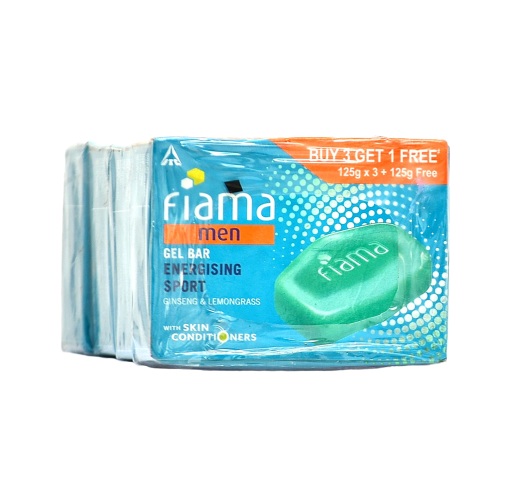 ITC
BUY 3 GET 1 FREE*
125g x 3 + 125g Free
fiama
men
GEL BAR
ENERGISING
SPORT
GINSENG & LEMONGRASS
WITH SKIN
CONDITIONERS
fiama